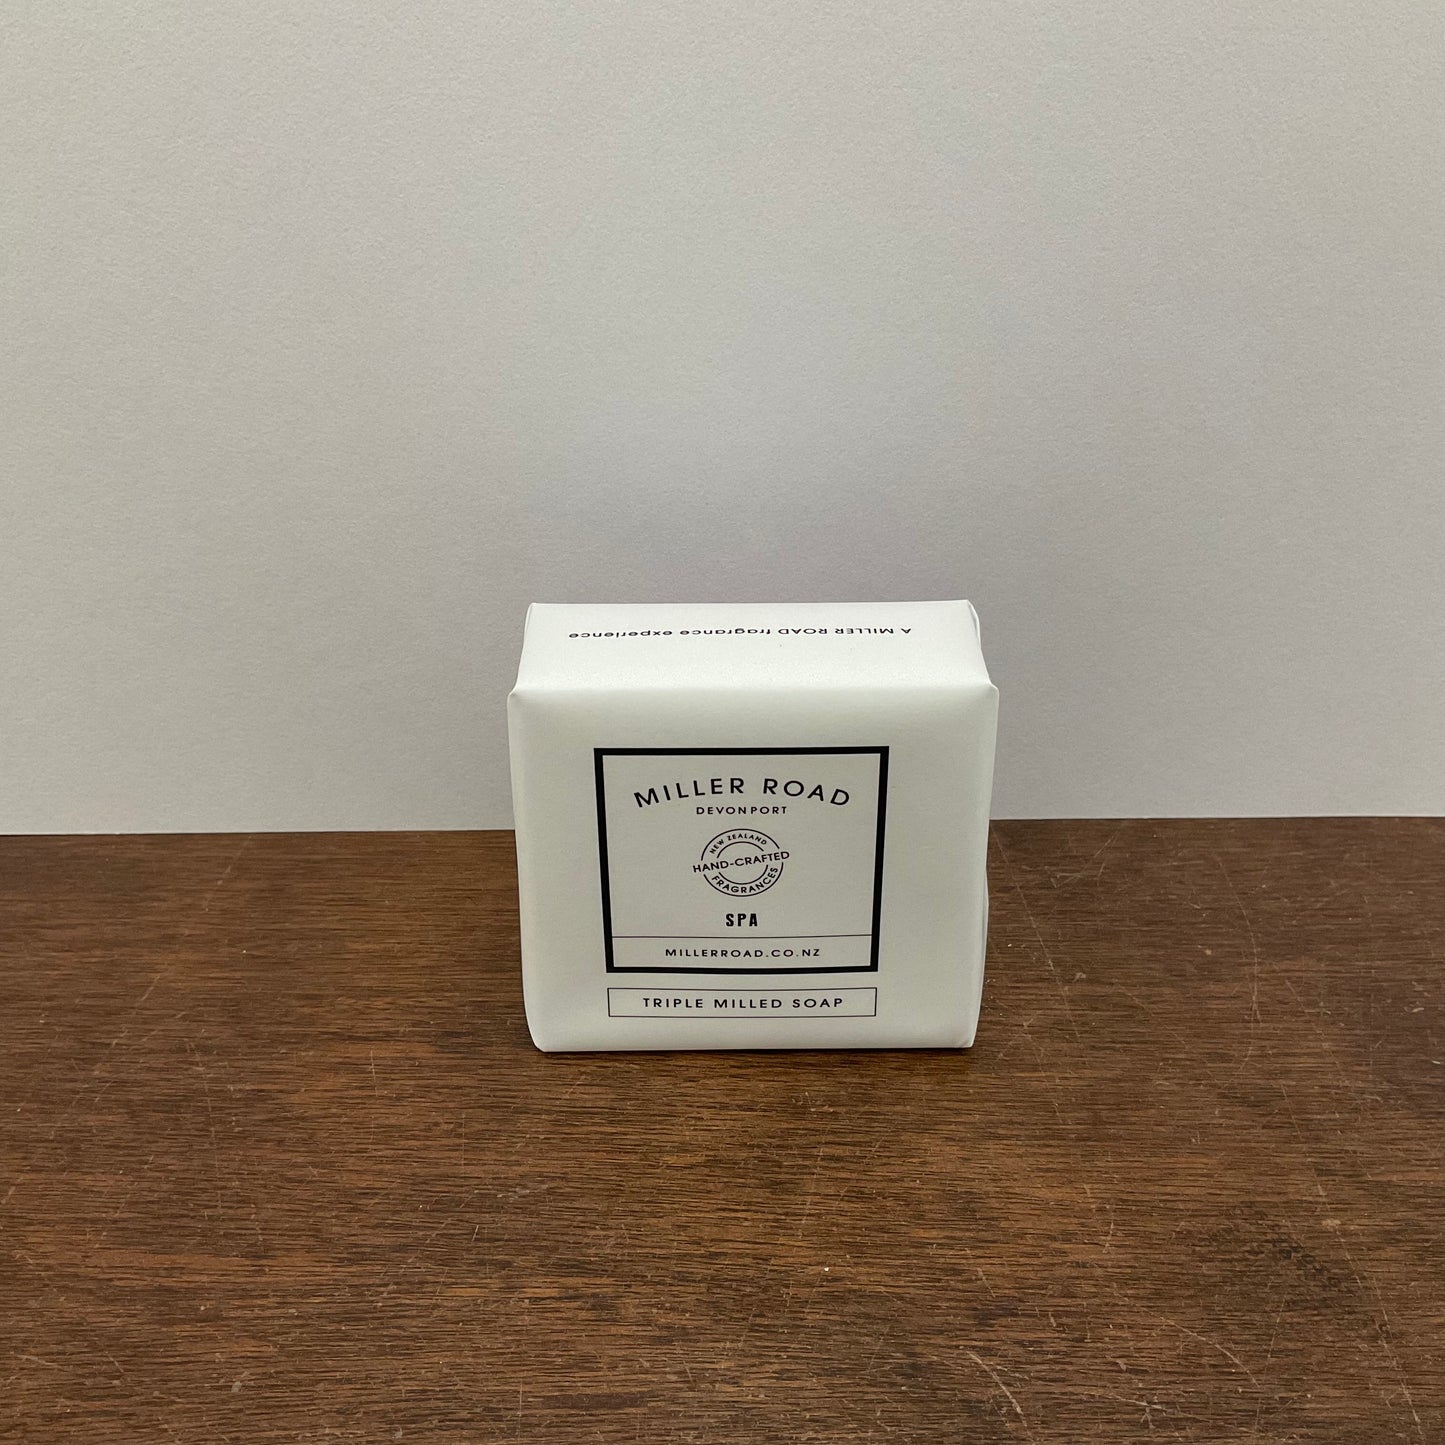 A MILLER ROAD fragrance experience
MILLER ROAD
DEVONPORT
NEW ZEALAND
HAND-CRAFTED
FRAGRANCES
SPA
MILLERROAD.CO.NZ
TRIPLE MILLED SOAP